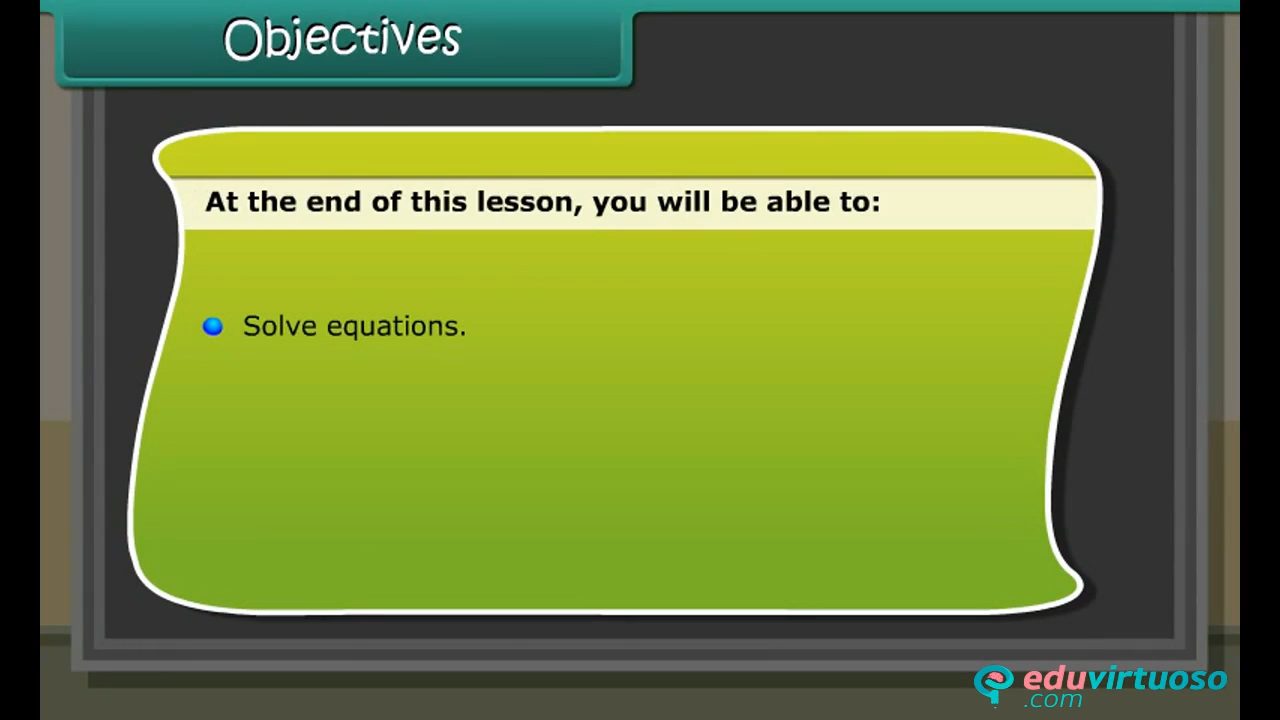 Objectives
At the end of this lesson, you will be able to:
Solve equations.
eduvirtuoso
.com